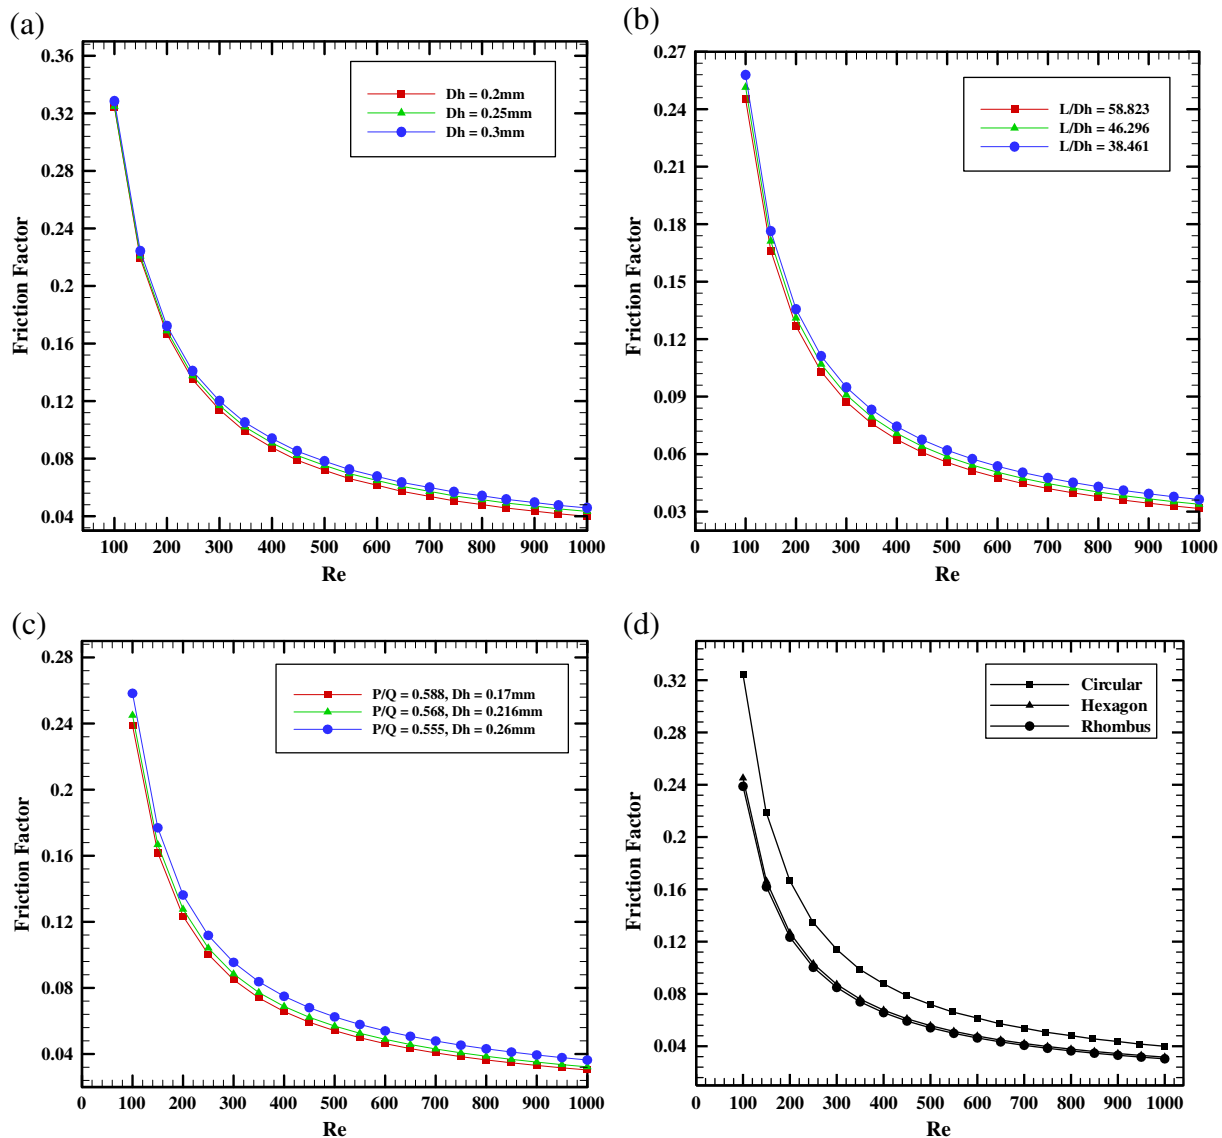 (a)
0.36
0.32
0.28
0.24
0.2
0.16
0.12
0.08
0.04
Friction Factor
Dh = 0.2mm
Dh = 0.25mm
Dh = 0.3mm
100 200 300 400 500 600 700 800 900 1000
Re
(b)
0.27
0.24
0.21
0.18
0.15
0.12
0.09
0.06
0.03
Friction Factor
L/Dh = 58.823
L/Dh = 46.296
L/Dh = 38.461
0 100 200 300 400 500 600 700 800 900 1000
Re
(c)
0.28
0.24
0.2
0.16
0.12
0.08
0.04
Friction Factor
P/Q = 0.588, Dh = 0.17mm
P/Q = 0.568, Dh = 0.216mm
P/Q = 0.555, Dh = 0.26mm
0 100 200 300 400 500 600 700 800 900 1000
Re
(d)
0.32
0.28
0.24
0.2
0.16
0.12
0.08
0.04
Friction Factor
Circular
Hexagon
Rhombus
0 100 200 300 400 500 600 700 800 900 1000
Re